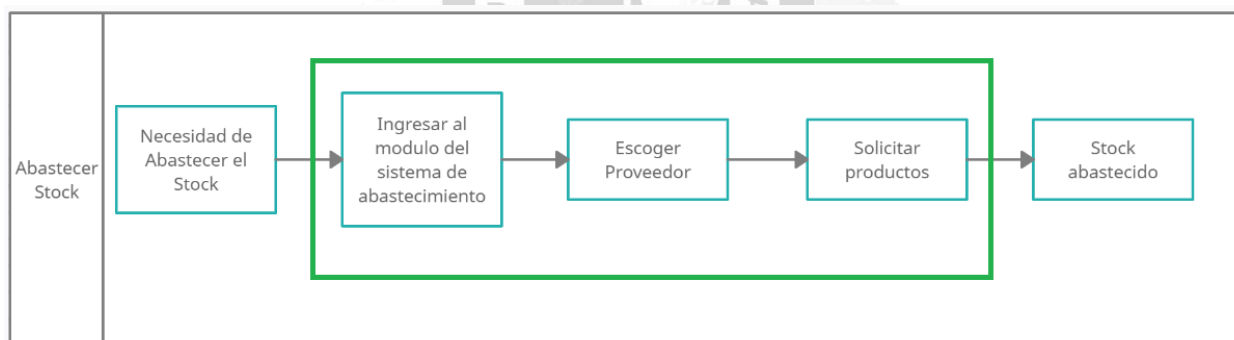 Abastecer
Stock
Necesidad de
Abastecer el
Stock
Ingresar al
modulo del
sistema de
abastecimiento
Escoger
Proveedor
Solicitar
productos
Stock
abastecido